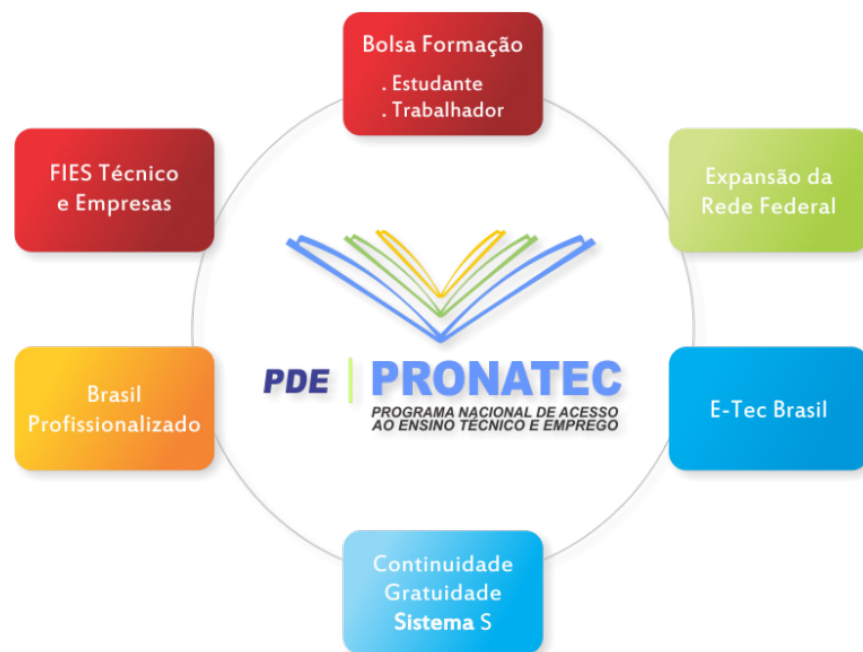 Bolsa Formação
. Estudante
. Trabalhador
FIES Técnico
e Empresas
Expansão da
Rede Federal
PDE | PRONATEC
PROGRAMA NACIONAL DE ACESSO
AO ENSINO TÉCNICO E EMPREGO
Brasil
Profissionalizado
E-Tec Brasil
Continuidade
Gratuidade
Sistema S